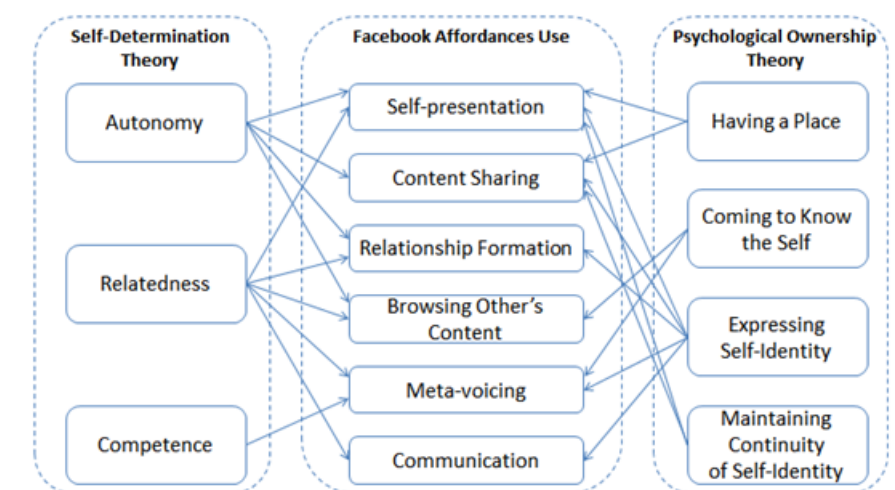 Self-Determination
Theory
Autonomy
Relatedness
Competence
Facebook Affordances Use
Self-presentation
Content Sharing
Relationship Formation
Browsing Other's
Content
Meta-voicing
Communication
Psychological Ownership
Theory
Having a Place
Coming to Know
the Self
Expressing
Self-Identity
Maintaining
Continuity
of Self-Identity